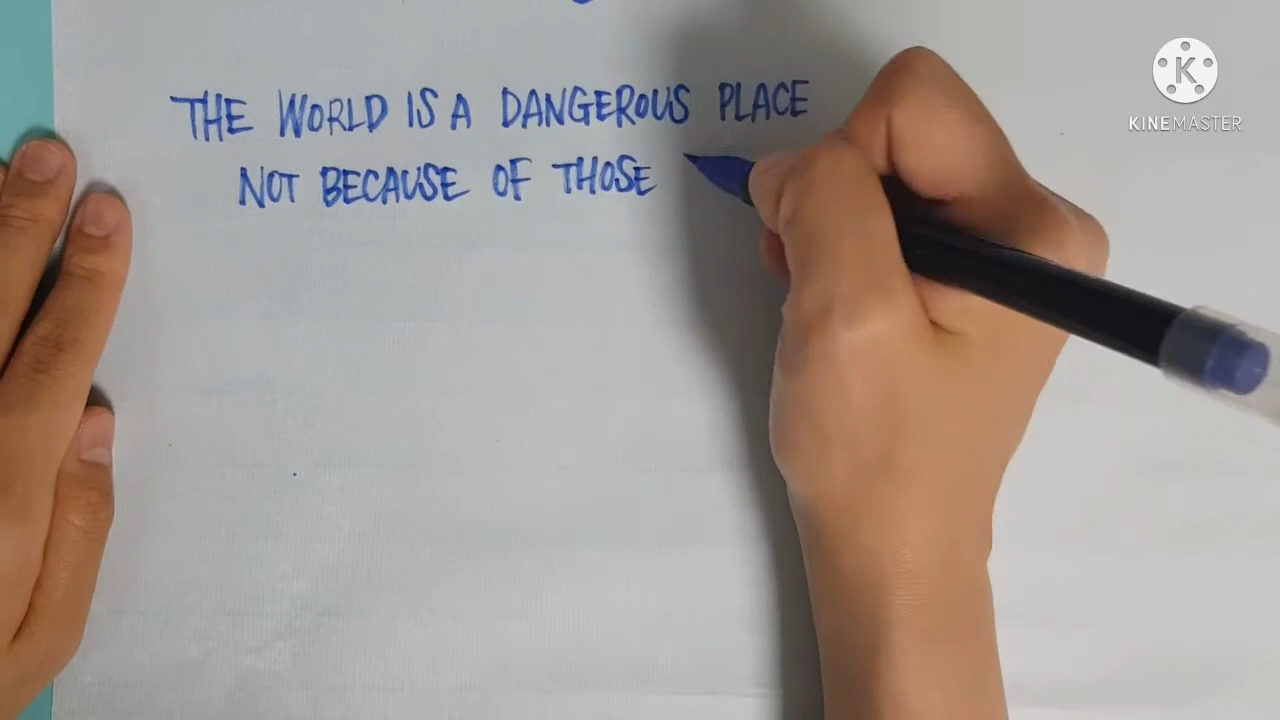 THE WORLD IS A DANGEROUS PLACE
NOT BECAUSE OF THOSE
K
KINEMASTER